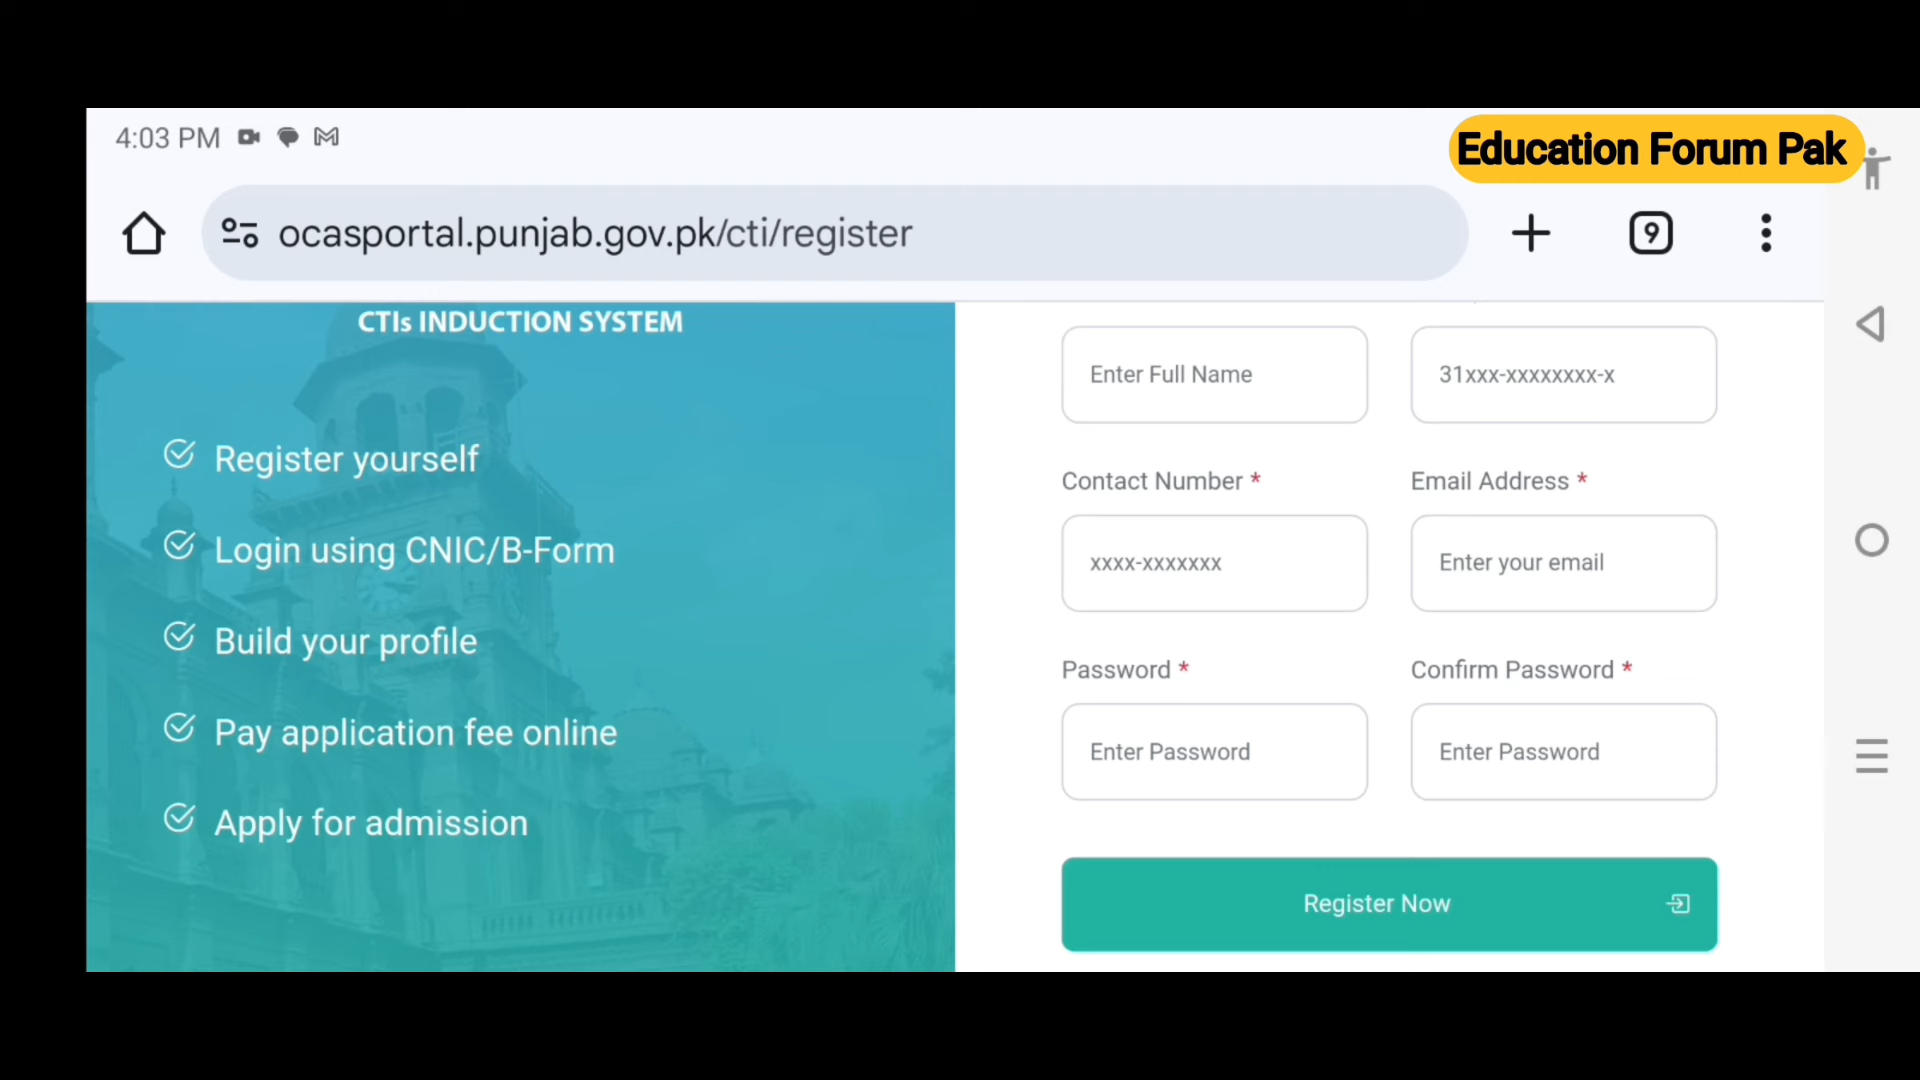 4:03 PM
Education Forum Pak
ocasportal.punjab.gov.pk/cti/register
9
CTIs INDUCTION SYSTEM
Register yourself
Login using CNIC/B-Form
Build your profile
Pay application fee online
Apply for admission
Enter Full Name
31xxx-xxxxxxxx-x
Contact Number *
Email Address *
xxxx-xxxxxxx
Enter your email
Password *
Confirm Password *
Enter Password
Enter Password
Register Now